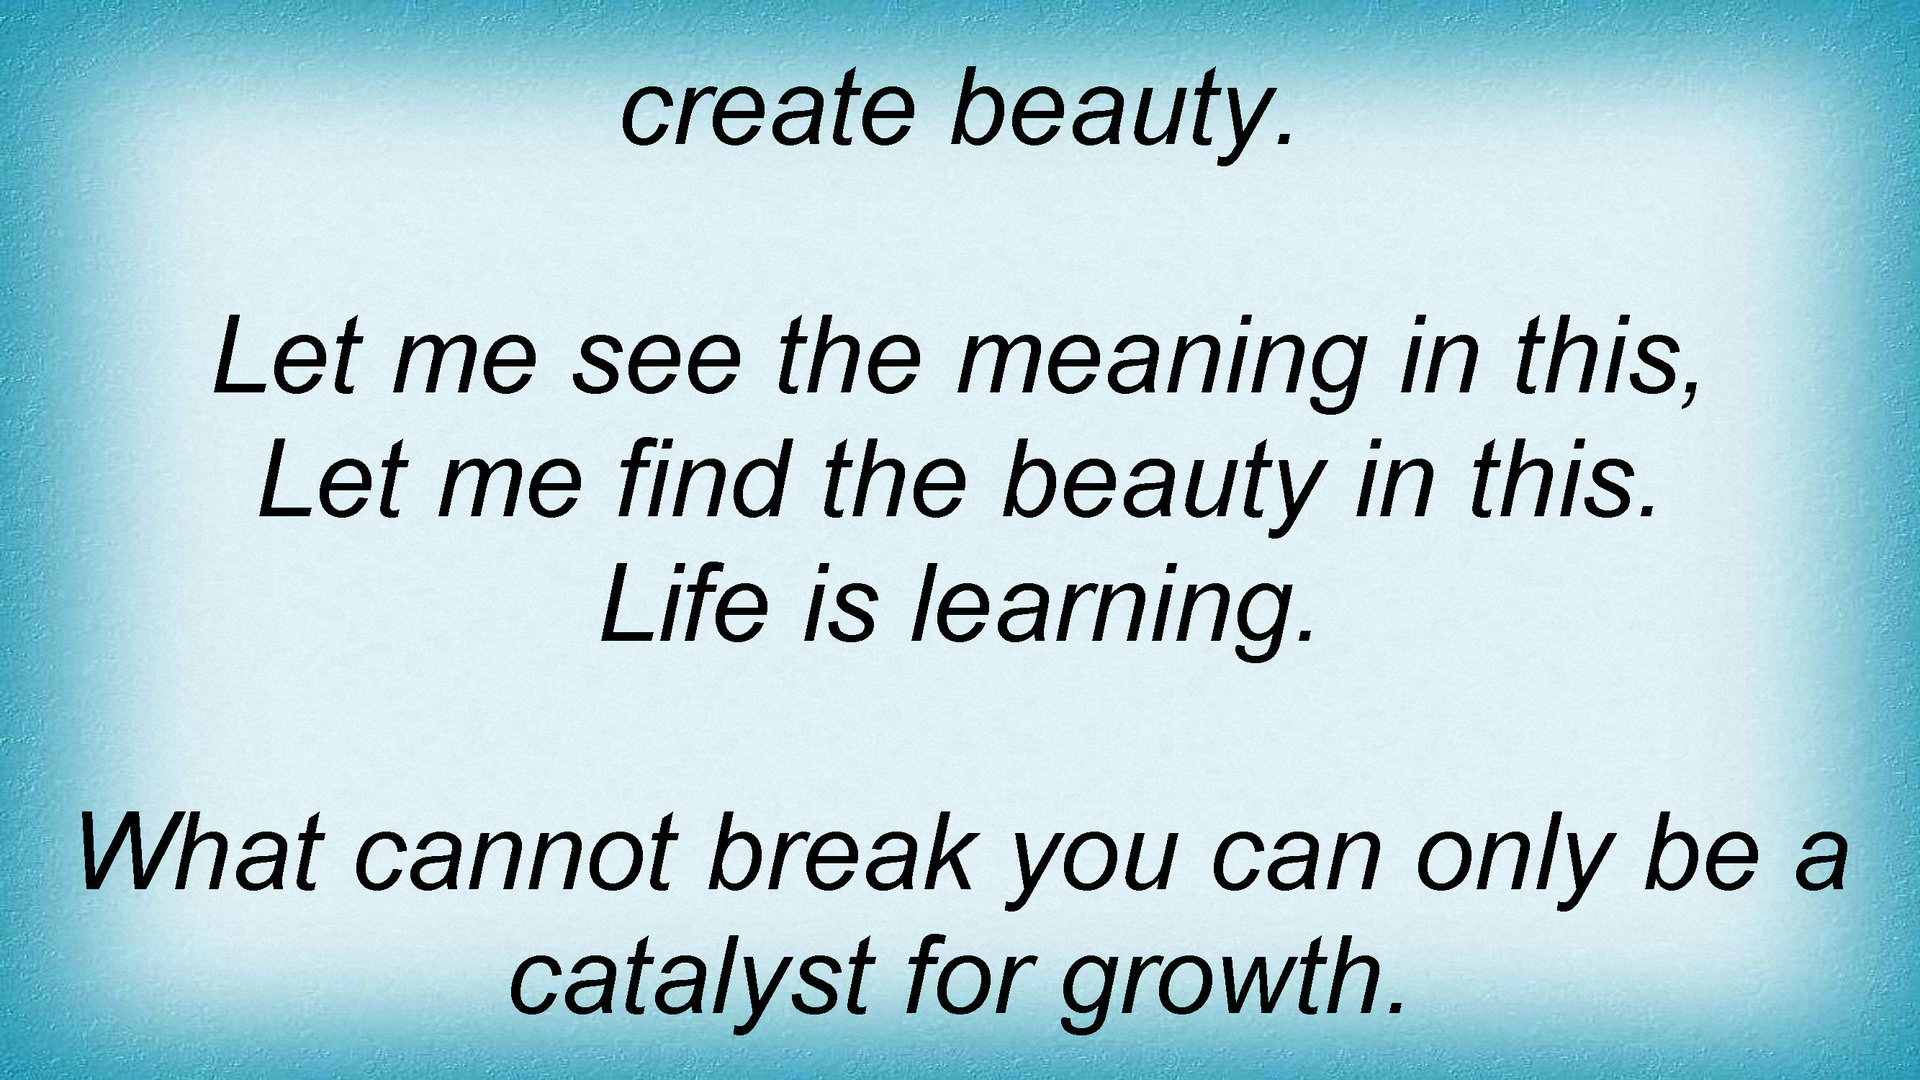 create beauty.
Let me see the meaning in this,
Let me find the beauty in this.
Life is learning.
What cannot break you can only be a
catalyst for growth.